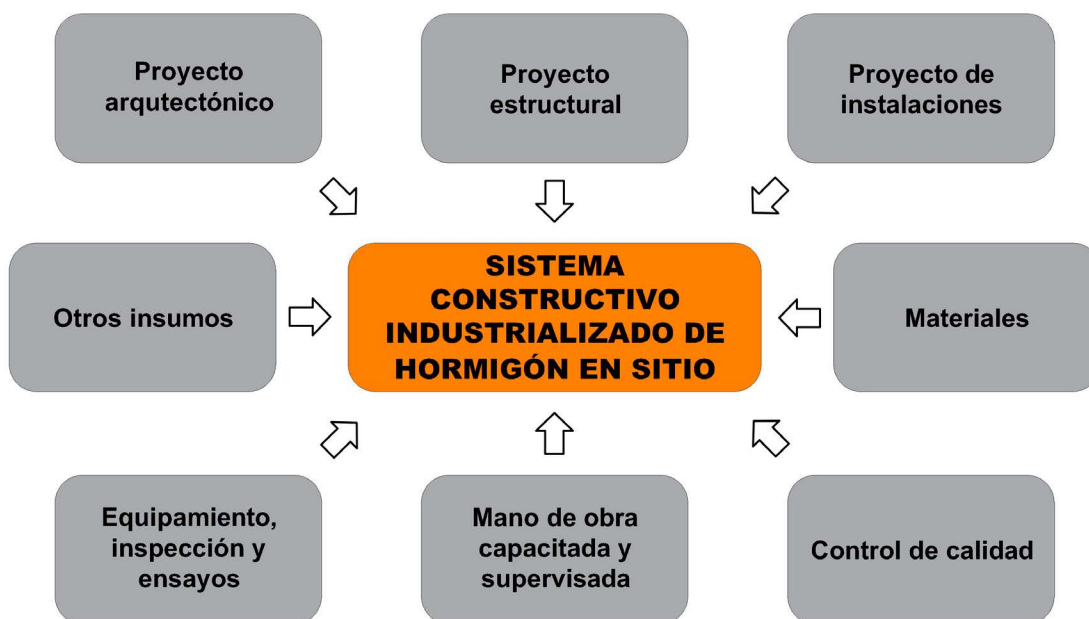 Proyecto
arqutectónico
Proyecto
estructural
Proyecto de
instalaciones
Otros insumos
SISTEMA
CONSTRUCTIVO
INDUSTRIALIZADO DE
HORMIGÓN EN SITIO
Materiales
Equipamiento,
inspección y
ensayos
Mano de obra
capacitada y
supervisada
Control de calidad